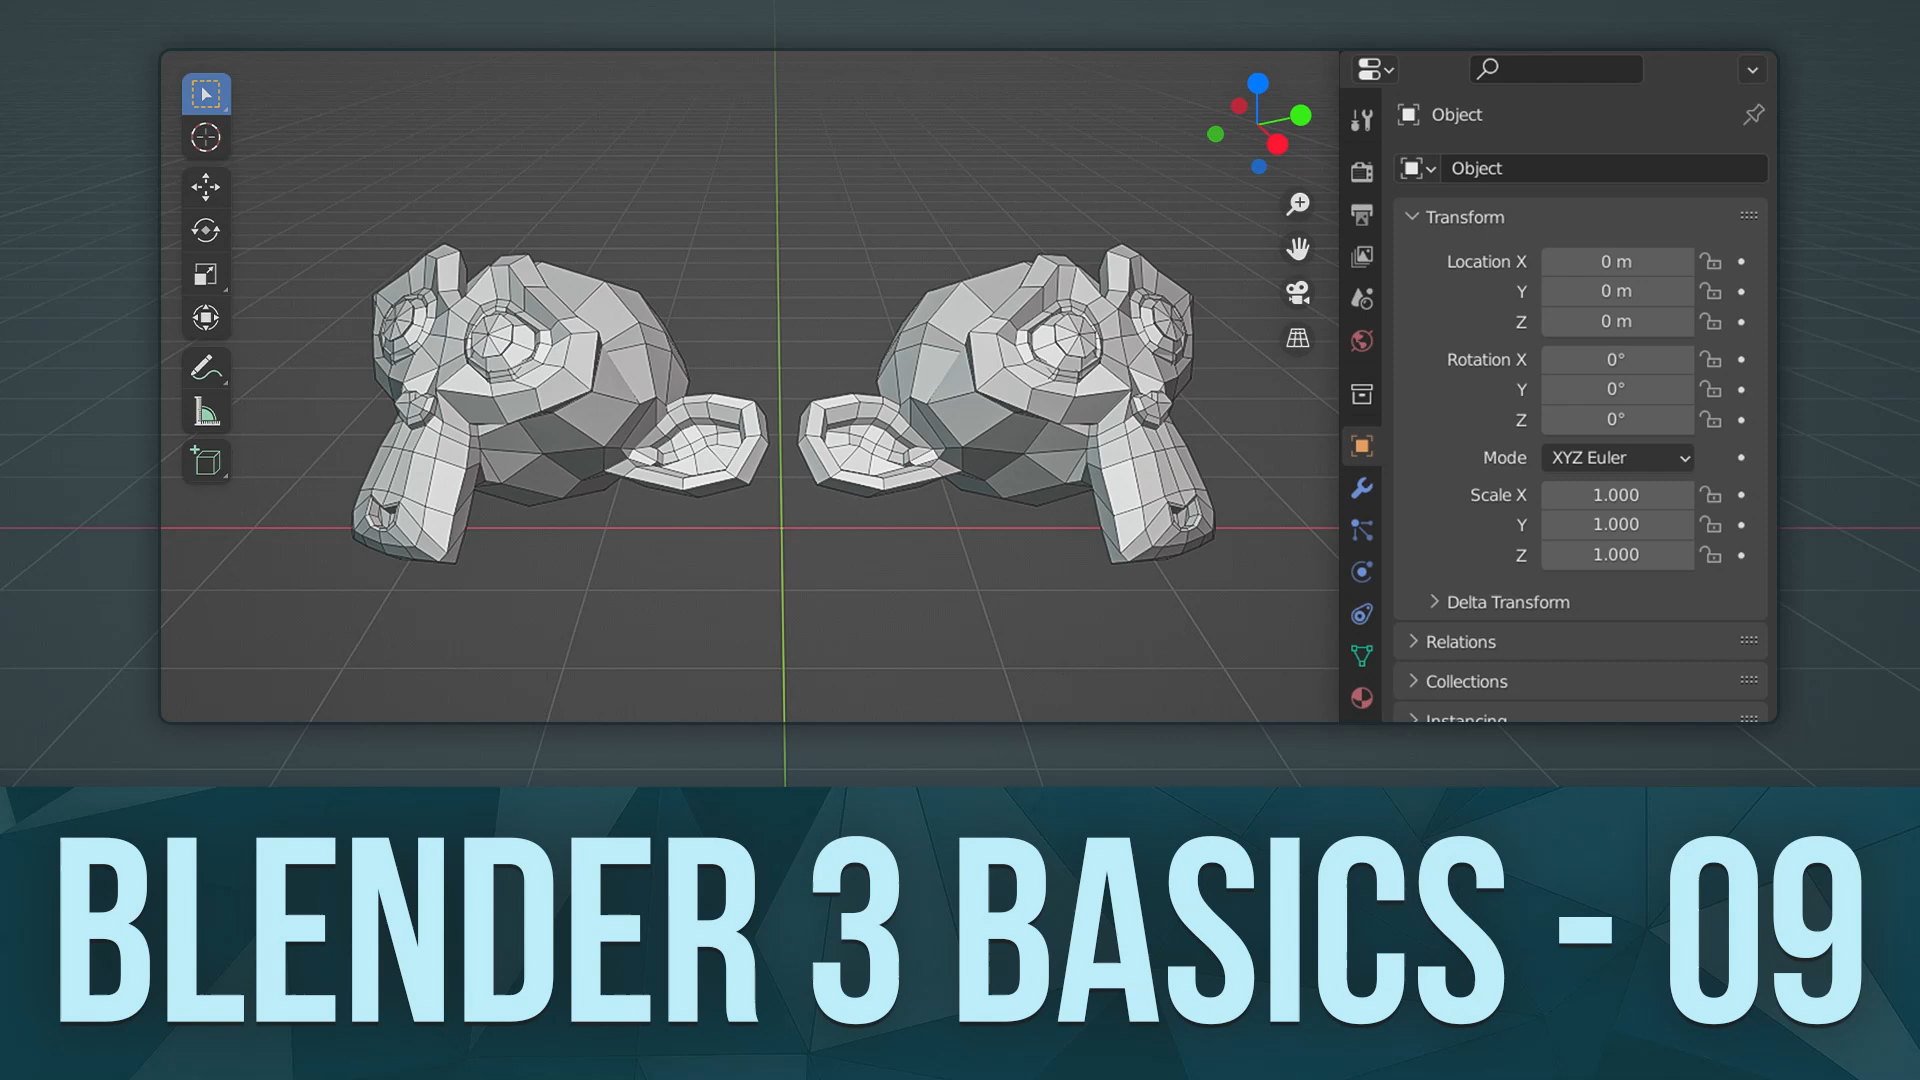 Object
Object
Transform
Location X 0 m
Y 0 m
Z 0 m
Rotation X 0°
Y 0°
Z 0°
Mode XYZ Euler
Scale X 1.000
Y 1.000
Z 1.000
Delta Transform
Relations
Collections
Instancing
BLENDER 3 BASICS - 09